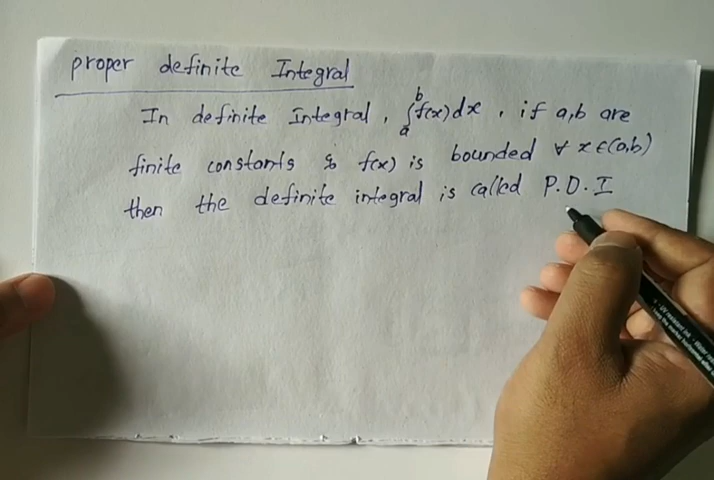 proper definite Integral
In definite Integral, ∫ₐᵇ f(x)dx, if a,b are
finite constants & f(x) is bounded ∀ x∈(a,b)
then the definite integral is called P.D.I